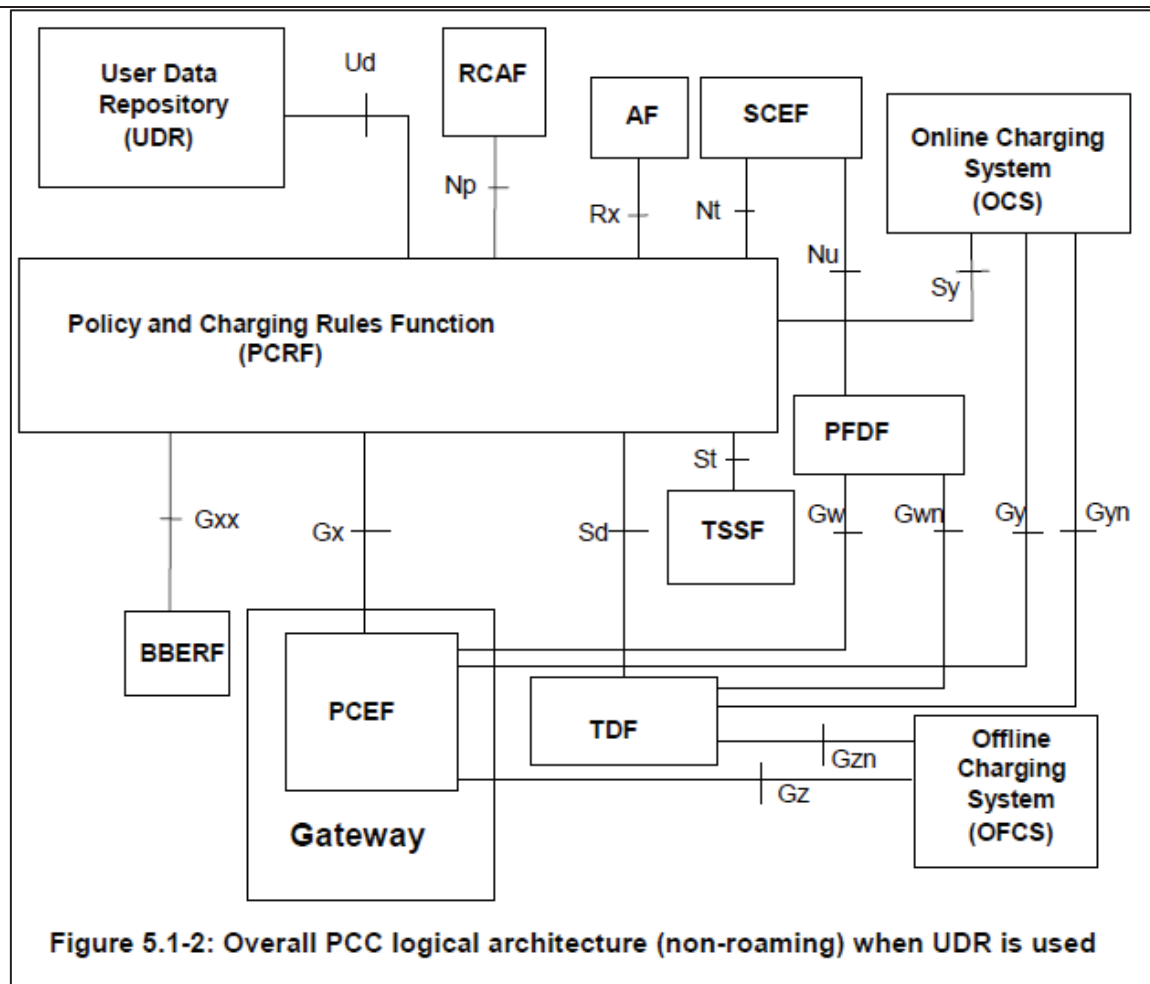 User Data
Repository
(UDR)
Ud
RCAF
Np
AF
Rx
SCEF
Nt
Nu
Online Charging
System
(OCS)
Sy
Policy and Charging Rules Function
(PCRF)
PFDF
St
TSSF
Gxx
Gx
Sd
Gw
Gwn
Gy
Gyn
BBERF
PCEF
Gateway
TDF
Gzn
Gz
Offline
Charging
System
(OFCS)
Figure 5.1-2: Overall PCC logical architecture (non-roaming) when UDR is used